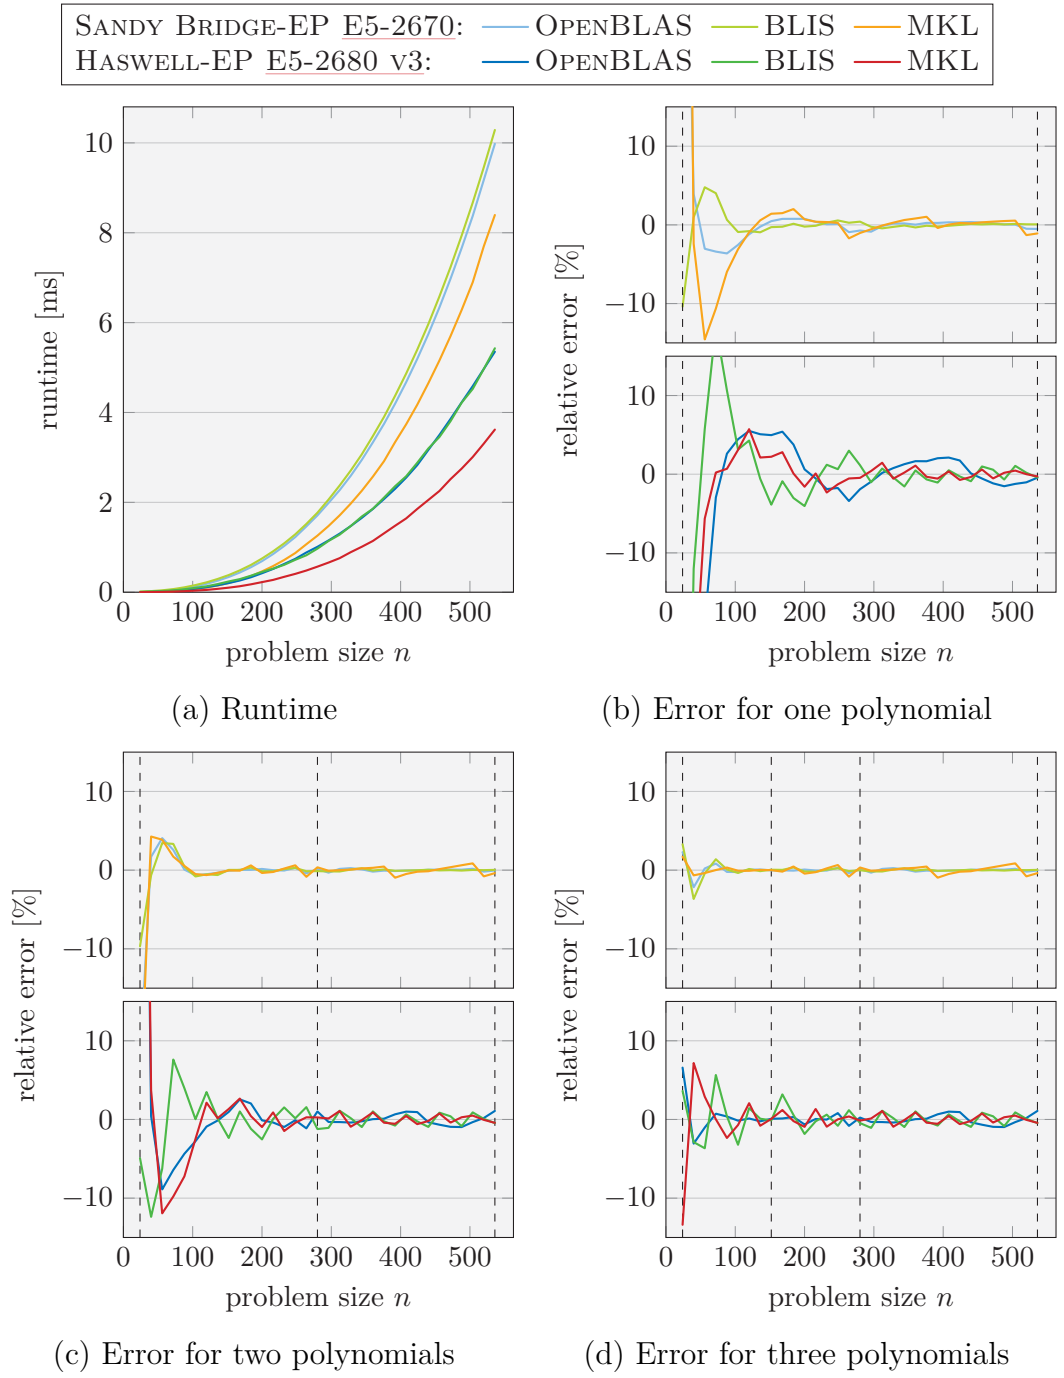 SANDY BRIDGE-EP E5-2670: OPENBLAS BLIS MKL
HASWELL-EP E5-2680 V3: OPENBLAS BLIS MKL
10
8
6
4
2
0
runtime [ms]
0 100 200 300 400 500
problem size n
(a) Runtime
10
0
−10
10
0
−10
relative error [%]
0 100 200 300 400 500
problem size n
(b) Error for one polynomial
10
0
−10
10
0
−10
relative error [%]
0 100 200 300 400 500
problem size n
(c) Error for two polynomials
10
0
−10
10
0
−10
relative error [%]
0 100 200 300 400 500
problem size n
(d) Error for three polynomials